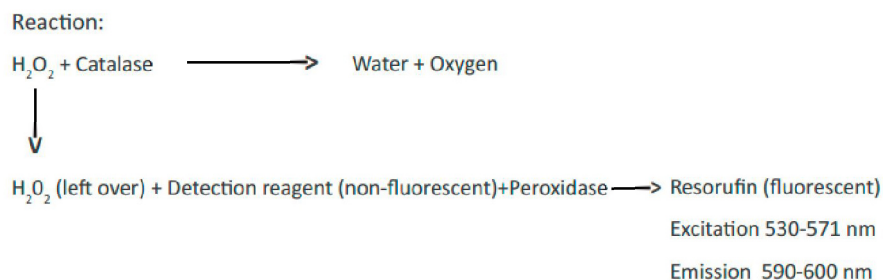 Reaction:
H₂O₂ + Catalase Water + Oxygen
H₂0₂ (left over) + Detection reagent (non-fluorescent)+Peroxidase Resorufin (fluorescent)
Excitation 530-571 nm
Emission 590-600 nm